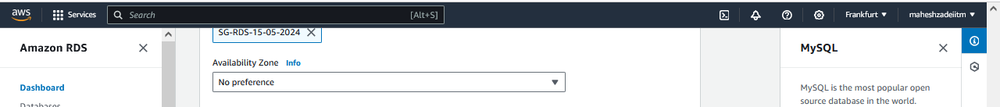 aws
Services
Search
[Alt+S]
Frankfurt
maheshzadeiitm
Amazon RDS
SG-RDS-15-05-2024
MySQL
Availability Zone Info
No preference
Dashboard
Databases
MySQL is the most popular open
source database in the world.